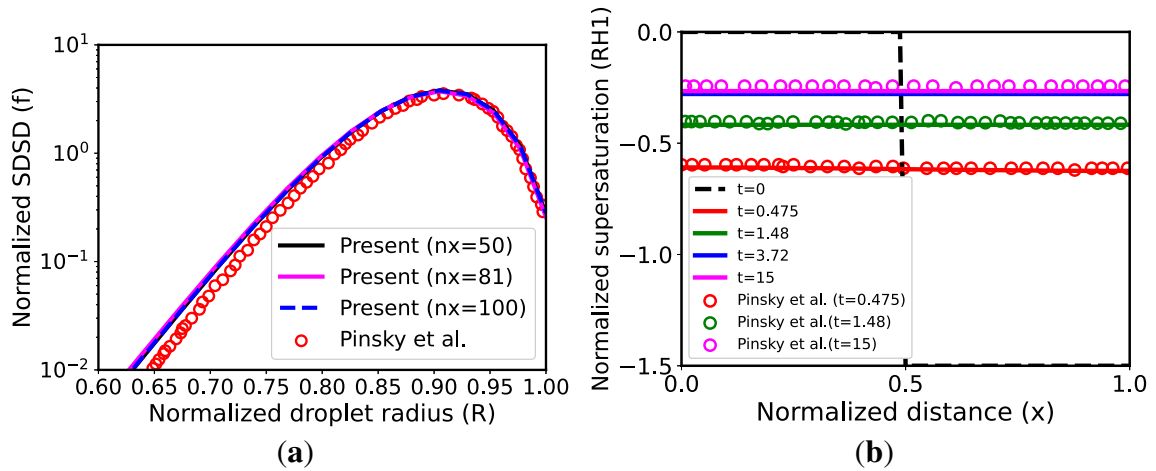 Normalized SDSD (f)
10¹
10⁰
10⁻¹
10⁻²
Present (nx=50)
Present (nx=81)
Present (nx=100)
Pinsky et al.
0.60 0.65 0.70 0.75 0.80 0.85 0.90 0.95 1.00
Normalized droplet radius (R)
(a)
Normalized supersaturation (RH1)
0.0
−0.5
−1.0
−1.5
t=0
t=0.475
t=1.48
t=3.72
t=15
Pinsky et al. (t=0.475)
Pinsky et al.(t=1.48)
Pinsky et al.(t=15)
0.0 0.5 1.0
Normalized distance (x)
(b)